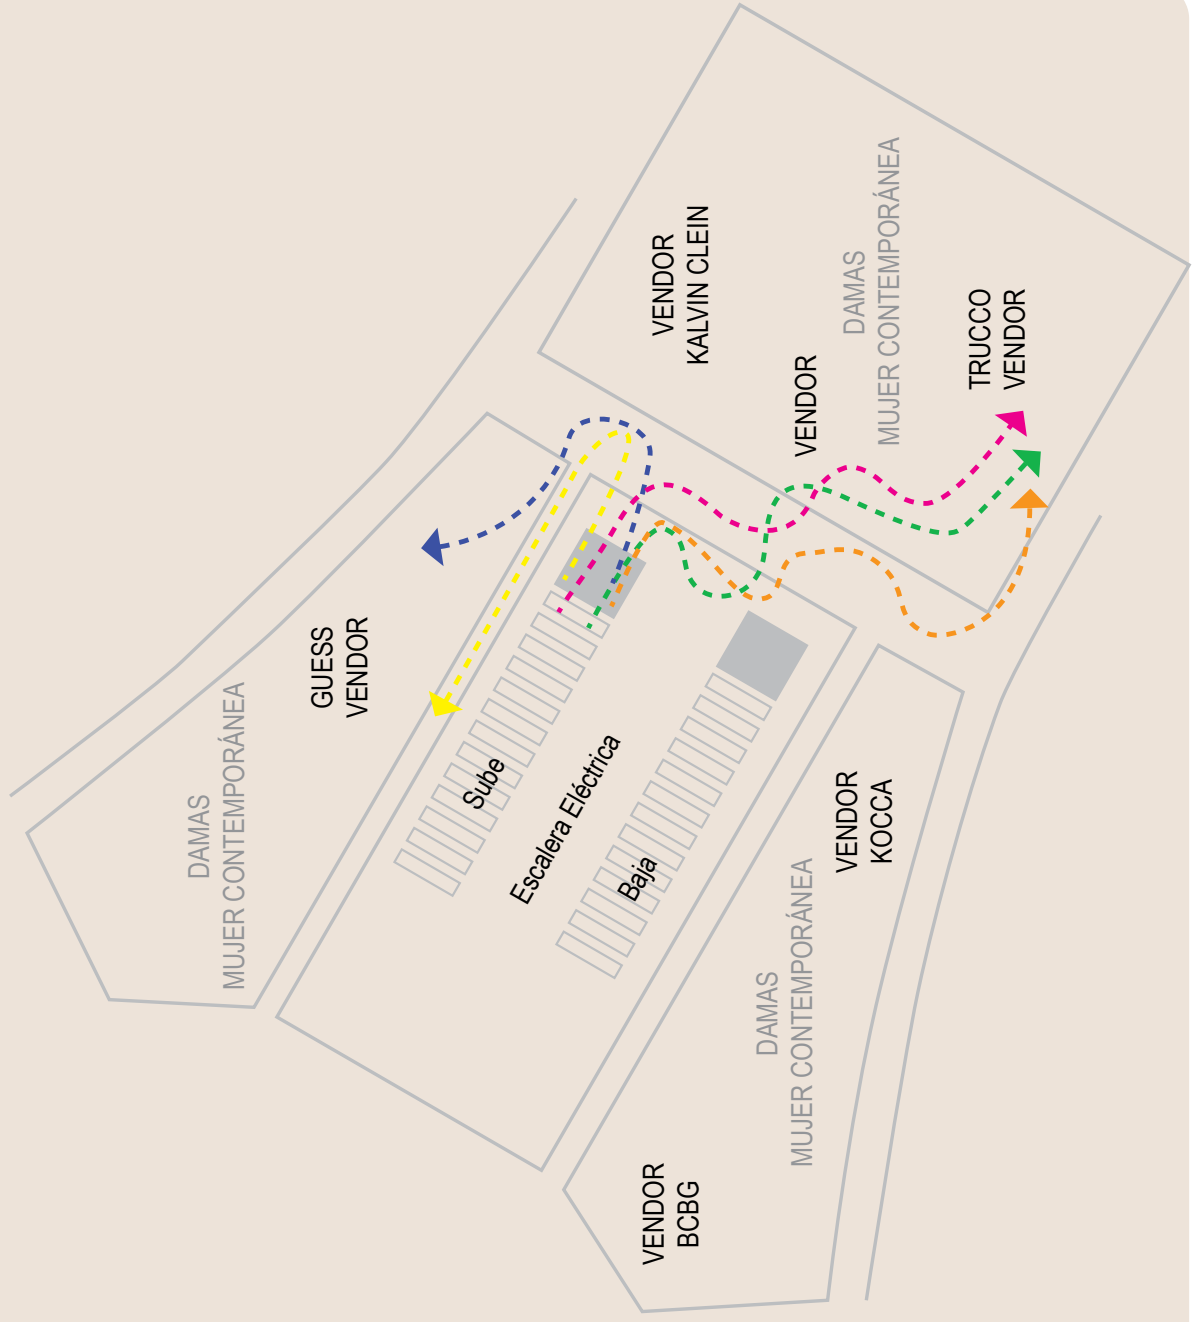 DAMAS
MUJER CONTEMPORÁNEA
GUESS
VENDOR
Sube
Escalera Eléctrica
Baja
VENDOR
KALVIN CLEIN
VENDOR
DAMAS
MUJER CONTEMPORÁNEA
TRUCCO
VENDOR
VENDOR
KOCCA
DAMAS
MUJER CONTEMPORÁNEA
VENDOR
BCBG